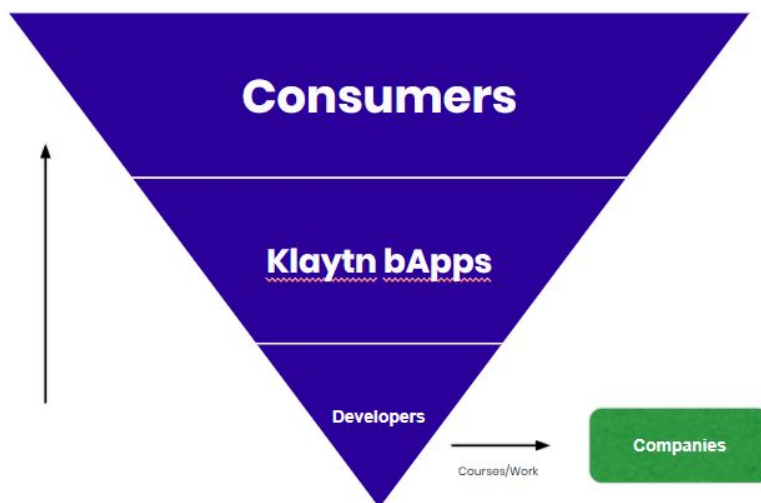 Consumers
Klaytn bApps
Developers
Companies
Courses/Work